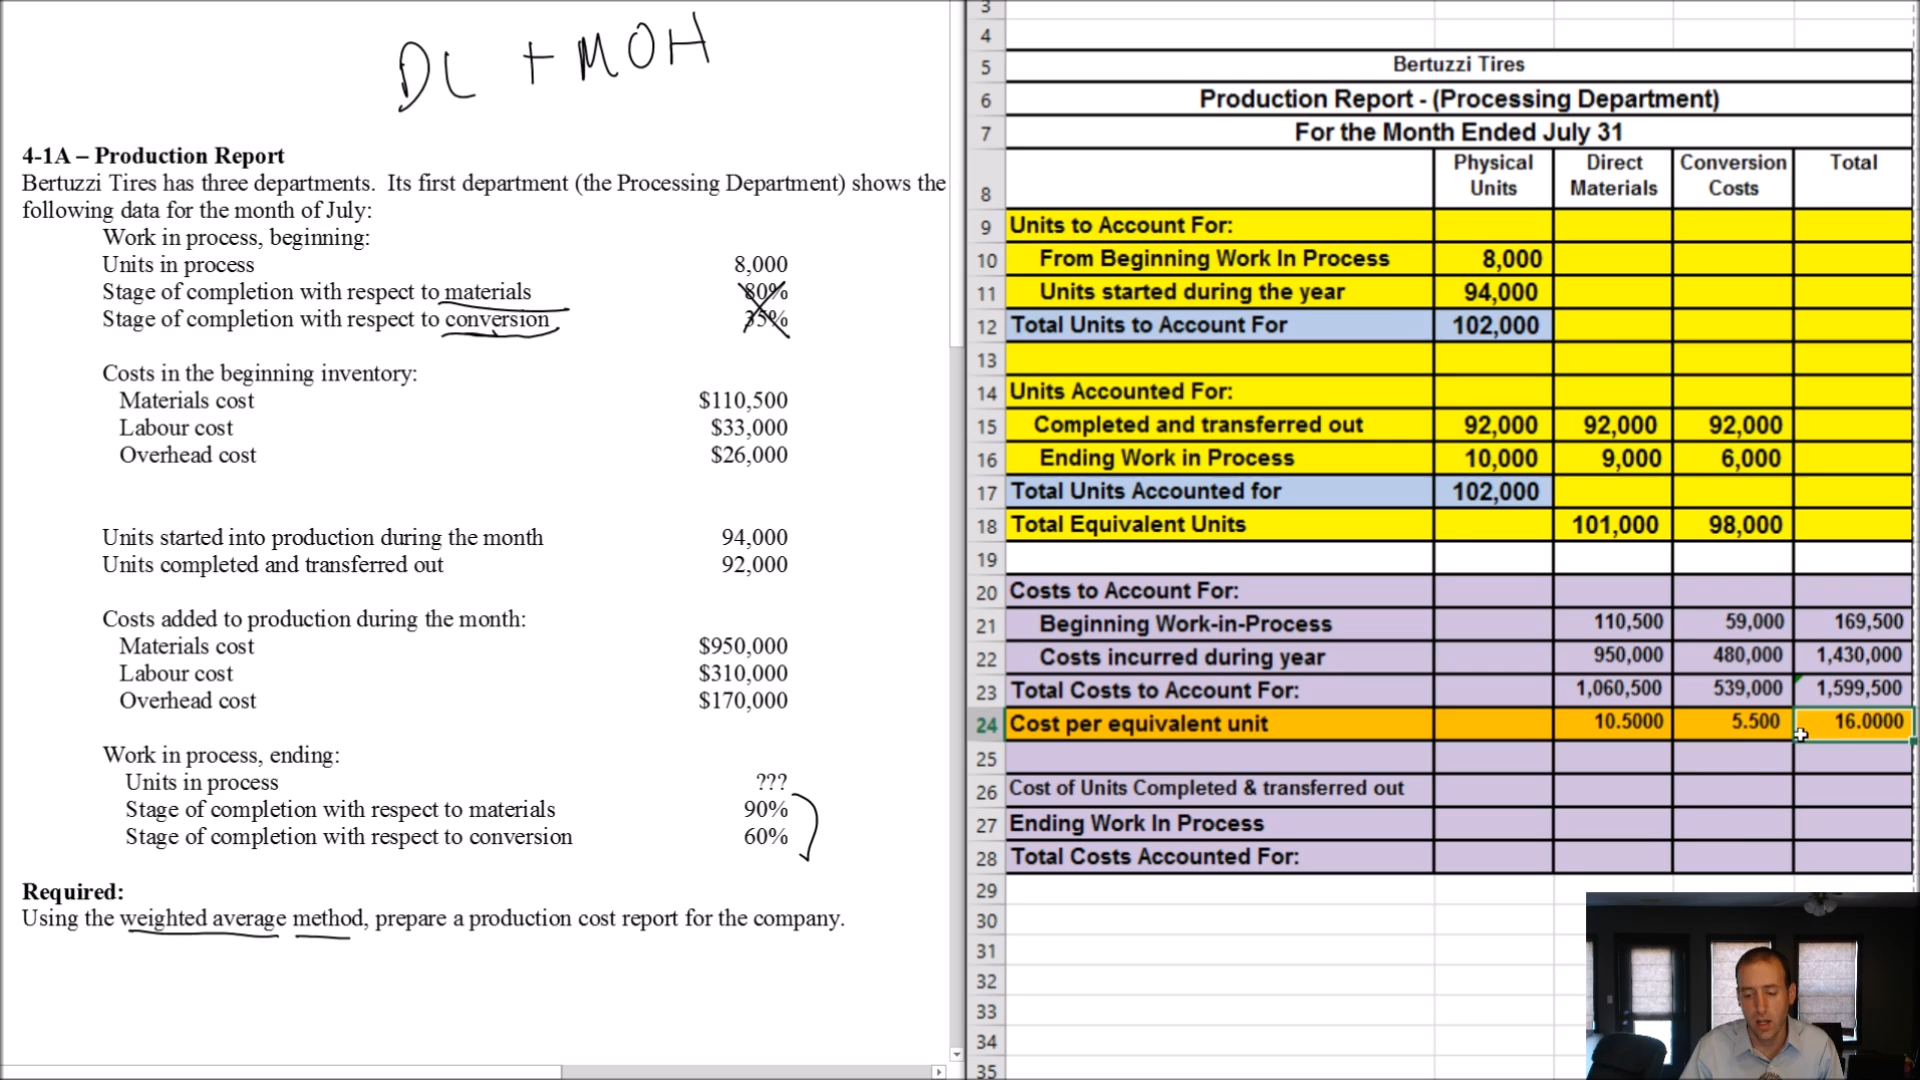 DL + MOH
4-1A – Production Report
Bertuzzi Tires has three departments. Its first department (the Processing Department) shows the
following data for the month of July:
Work in process, beginning:
Units in process 8,000
Stage of completion with respect to materials 80%
Stage of completion with respect to conversion 35%
Costs in the beginning inventory:
Materials cost $110,500
Labour cost $33,000
Overhead cost $26,000
Units started into production during the month 94,000
Units completed and transferred out 92,000
Costs added to production during the month:
Materials cost $950,000
Labour cost $310,000
Overhead cost $170,000
Work in process, ending:
Units in process ???
Stage of completion with respect to materials 90%
Stage of completion with respect to conversion 60%
Required:
Using the weighted average method, prepare a production cost report for the company.
3
4
5 Bertuzzi Tires
6 Production Report - (Processing Department)
7 For the Month Ended July 31
Physical Direct Conversion Total
8 Units Materials Costs
9 Units to Account For:
10 From Beginning Work In Process 8,000
11 Units started during the year 94,000
12 Total Units to Account For 102,000
13
14 Units Accounted For:
15 Completed and transferred out 92,000 92,000 92,000
16 Ending Work in Process 10,000 9,000 6,000
17 Total Units Accounted for 102,000
18 Total Equivalent Units 101,000 98,000
19
20 Costs to Account For:
21 Beginning Work-in-Process 110,500 59,000 169,500
22 Costs incurred during year 950,000 480,000 1,430,000
23 Total Costs to Account For: 1,060,500 539,000 1,599,500
24 Cost per equivalent unit 10.5000 5.500 16.0000
25
26 Cost of Units Completed & transferred out
27 Ending Work In Process
28 Total Costs Accounted For:
29
30
31
32
33
34
35